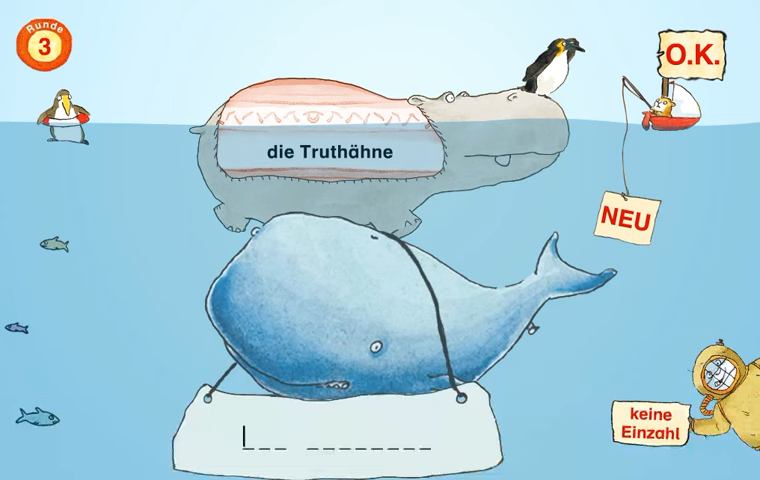 Runde
3
O.K.
die Truthähne
NEU
keine
Einzahl